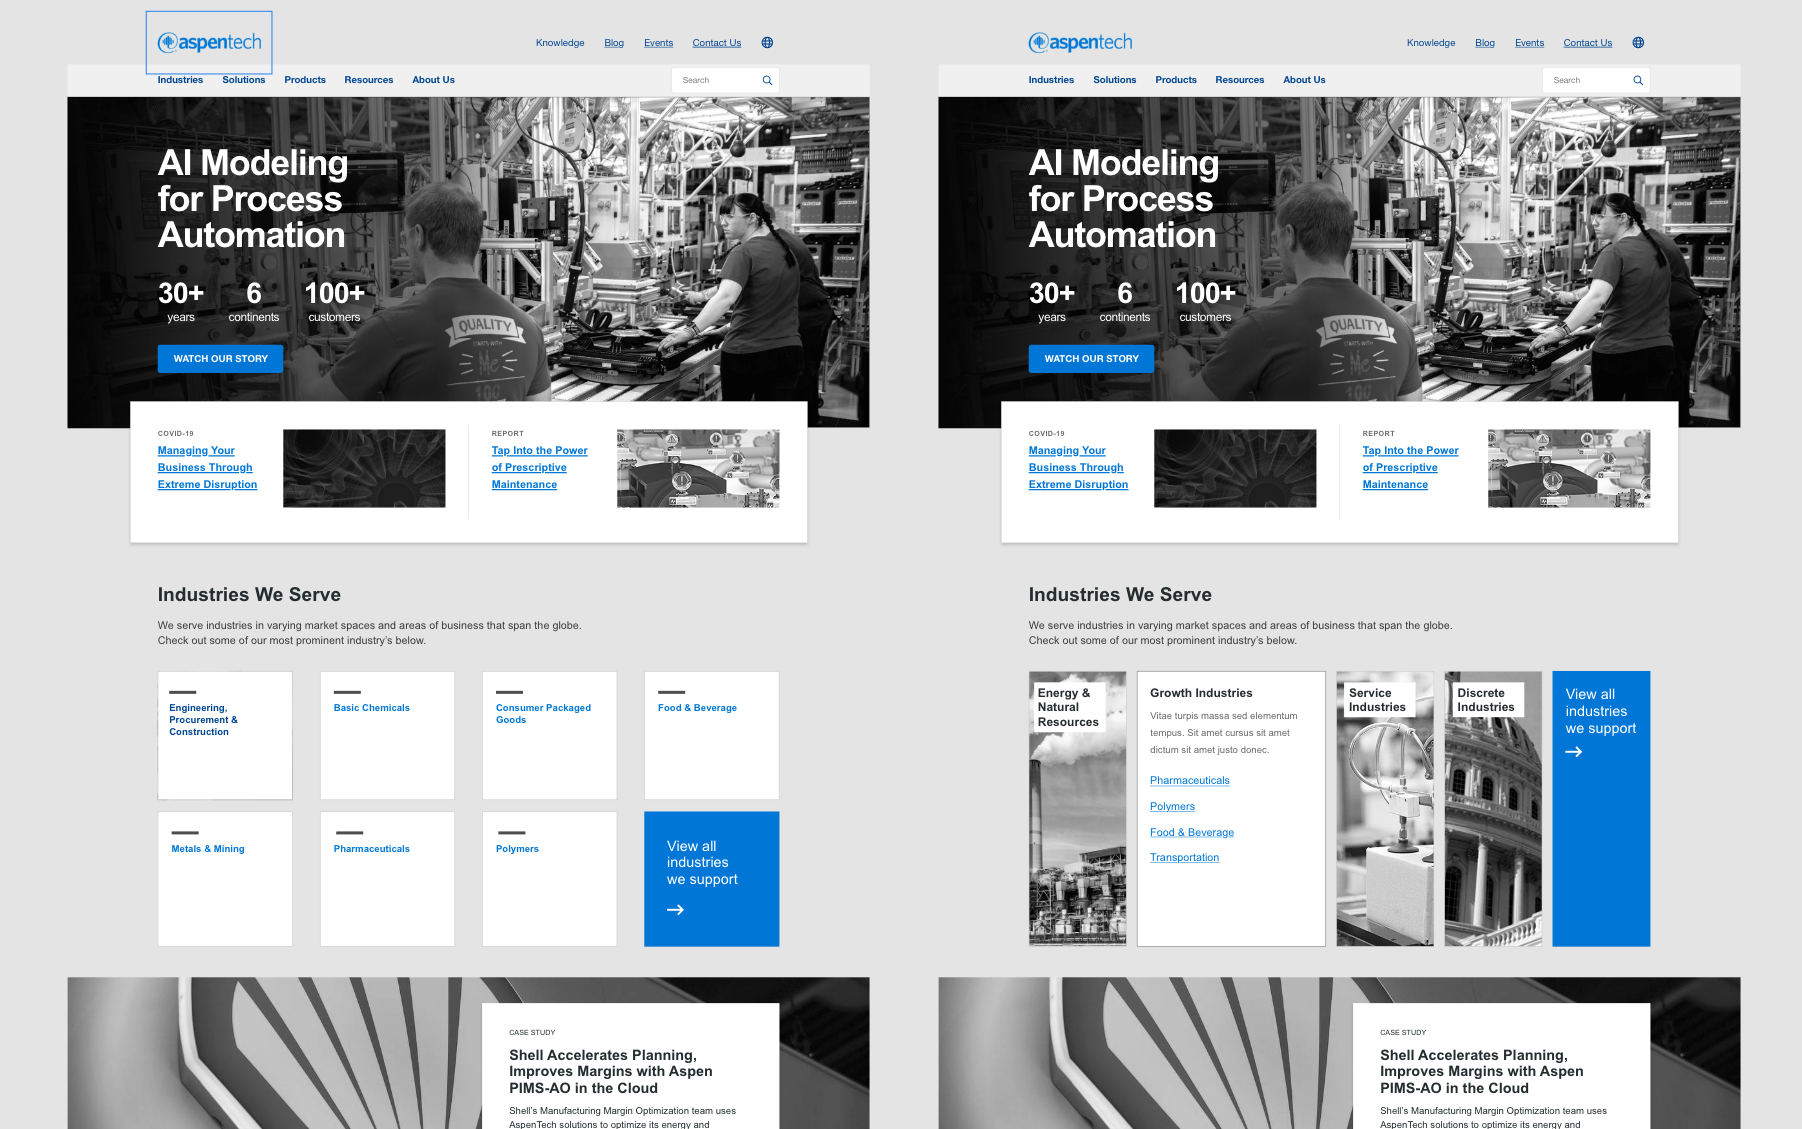 aspentech
Knowledge Blog Events Contact Us
Industries Solutions Products Resources About Us
Search
AI Modeling
for Process
Automation
30+ 6 100+
years continents customers
QUALITY
STARTS WITH
Me
100
WATCH OUR STORY
COVID-19
Managing Your
Business Through
Extreme Disruption
REPORT
Tap Into the Power
of Prescriptive
Maintenance
Industries We Serve
We serve industries in varying market spaces and areas of business that span the globe.
Check out some of our most prominent industry's below.
Engineering,
Procurement &
Construction
Basic Chemicals
Consumer Packaged
Goods
Food & Beverage
Metals & Mining
Pharmaceuticals
Polymers
View all
industries
we support
CASE STUDY
Shell Accelerates Planning,
Improves Margins with Aspen
PIMS-AO in the Cloud
Shell's Manufacturing Margin Optimization team uses
AspenTech solutions to optimize its energy and
aspentech
Knowledge Blog Events Contact Us
Industries Solutions Products Resources About Us
Search
AI Modeling
for Process
Automation
30+ 6 100+
years continents customers
QUALITY
STARTS WITH
Me
100
WATCH OUR STORY
COVID-19
Managing Your
Business Through
Extreme Disruption
REPORT
Tap Into the Power
of Prescriptive
Maintenance
Industries We Serve
We serve industries in varying market spaces and areas of business that span the globe.
Check out some of our most prominent industry's below.
Energy &
Natural
Resources
Growth Industries
Vitae turpis massa sed elementum
tempus. Sit amet cursus sit amet
dictum sit amet justo donec.
Pharmaceuticals
Polymers
Food & Beverage
Transportation
Service
Industries
Discrete
Industries
View all
industries
we support
CASE STUDY
Shell Accelerates Planning,
Improves Margins with Aspen
PIMS-AO in the Cloud
Shell's Manufacturing Margin Optimization team uses
AspenTech solutions to optimize its energy and